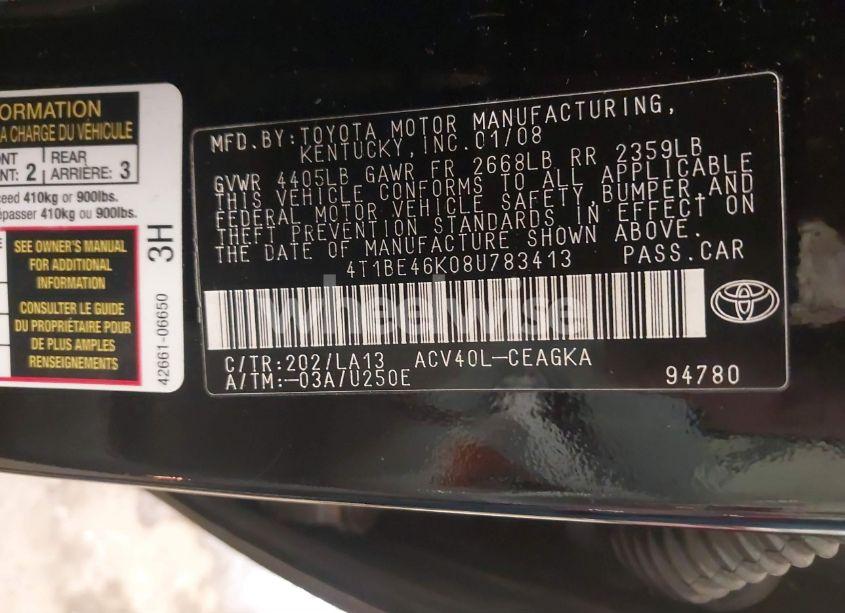 ORMATION
A CHARGE DU VÉHICULE
ONT 2 REAR 3
NT: ARRIÈRE:
ceed 410kg or 900lbs.
épasser 410kg ou 900lbs.
SEE OWNER'S MANUAL
FOR ADDITIONAL
INFORMATION
CONSULTER LE GUIDE
DU PROPRIÉTAIRE POUR
DE PLUS AMPLES
RENSEIGNEMENTS
3H
42661-06650
MFD.BY:TOYOTA MOTOR MANUFACTURING,
KENTUCKY, INC.01/08
GVWR 4405LB GAWR FR 2668LB RR 2359LB
THIS VEHICLE CONFORMS TO ALL APPLICABLE
FEDERAL MOTOR VEHICLE SAFETY,BUMPER,AND
THEFT PREVENTION STANDARDS IN EFFECT ON
THE DATE OF MANUFACTURE SHOWN ABOVE.
4T1BE46K08U783413 PASS.CAR
wheelwise
C/TR:202/LA13 ACV40L-CEAGKA
A/TM:-03A/U250E 94780